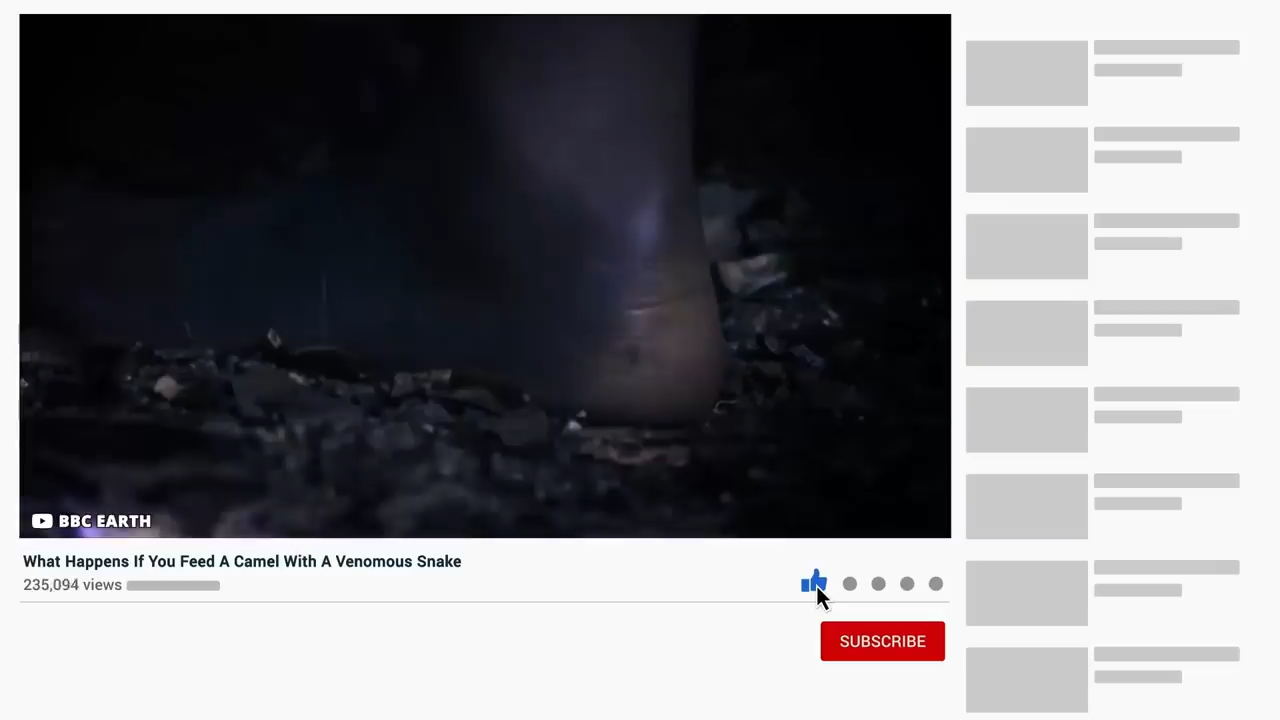 BBC EARTH
What Happens If You Feed A Camel With A Venomous Snake
235,094 views
SUBSCRIBE